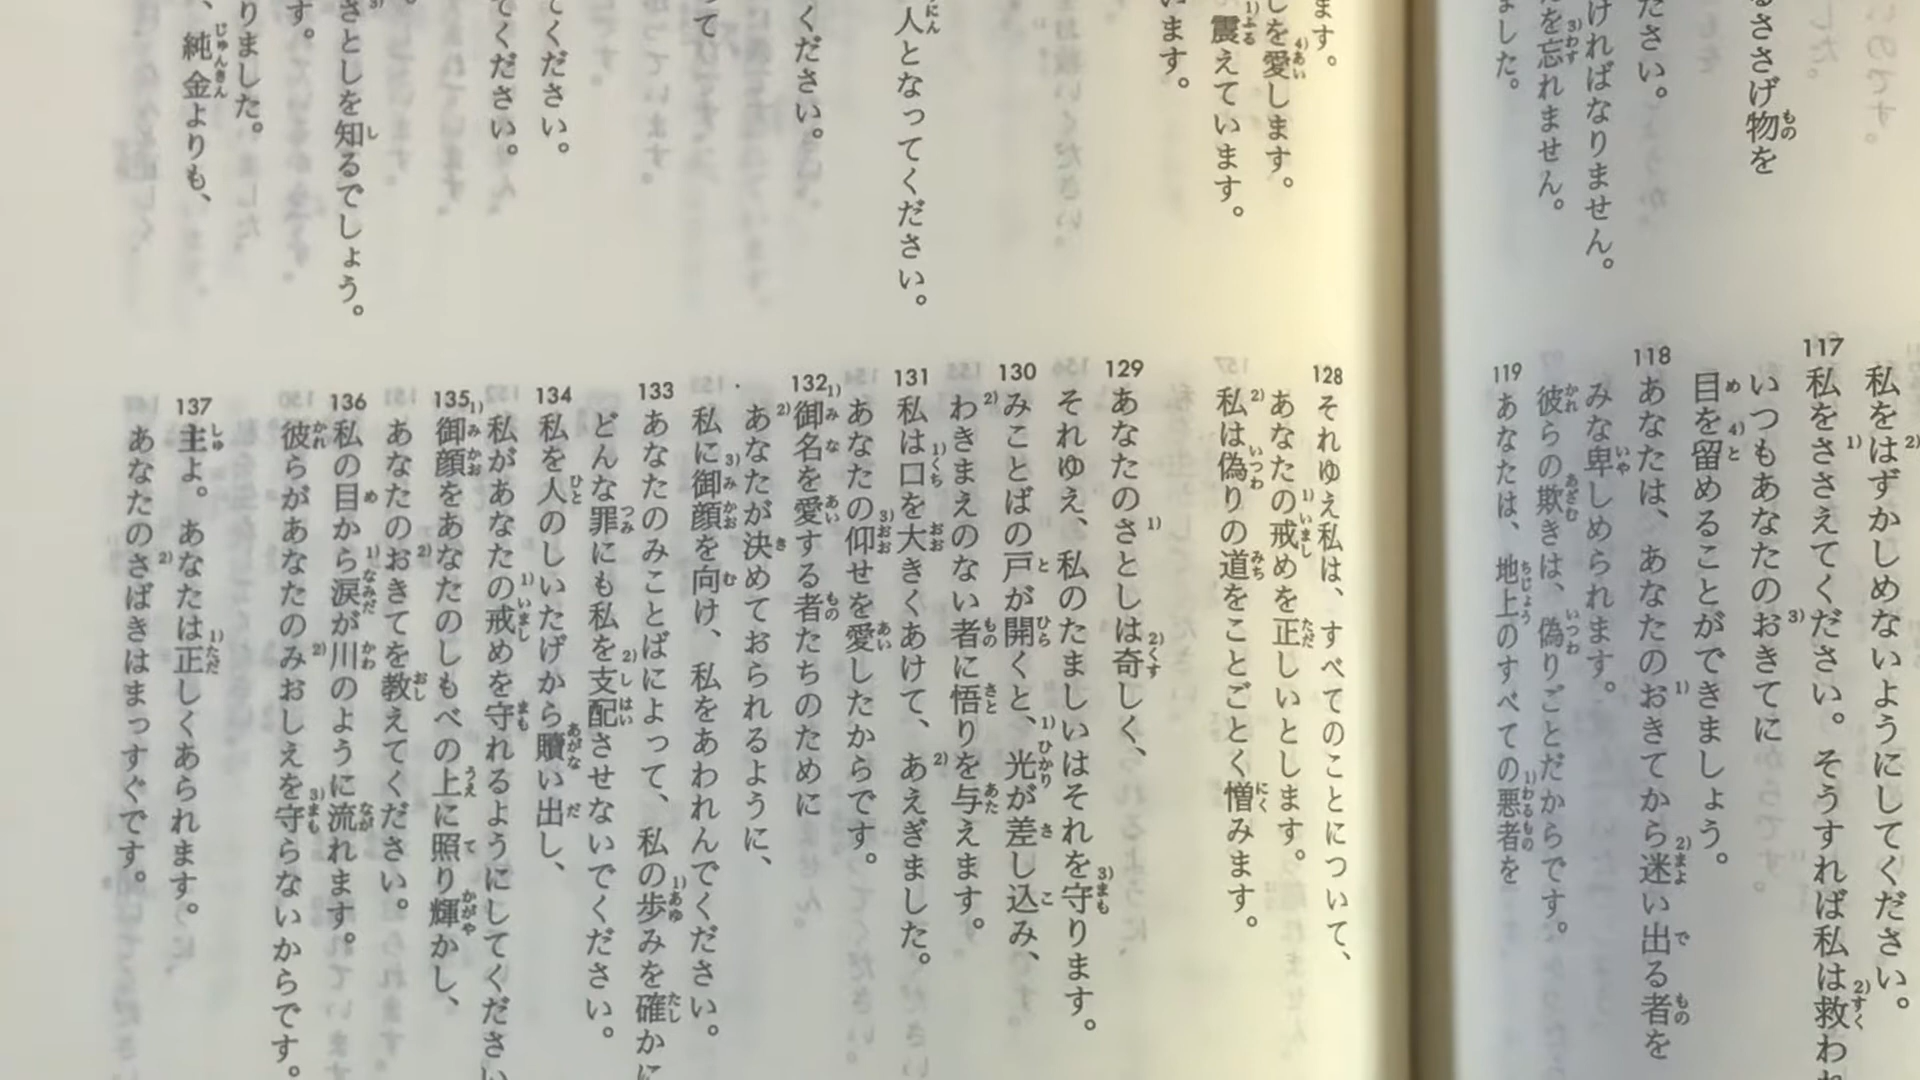 るささげ物を
ださい。
ければなりません。
を忘れません。
ました。
私をはずかしめないようにしてください。
117 私をささえてください。そうすれば私は救われ
いつもあなたのおきてに
目を留めることができましょう。
118 あなたは、あなたのおきてから迷い出る者を
みな卑しめられます。
彼らの欺きは、偽りごとだからです。
119 あなたは、地上のすべての悪者を
ます。
しを愛します。
震えています。
います。
人となってください。
ください。
って
てください。
てください。
さとしを知るでしょう。
す。
りました。
、純金よりも、
128 それゆえ私は、すべてのことについて、
あなたの戒めを正しいとします。
私は偽りの道をことごとく憎みます。
129 あなたのさとしは奇しく、
それゆえ、私のたましいはそれを守ります。
130 みことばの戸が開くと、光が差し込み、
わきまえのない者に悟りを与えます。
131 私は口を大きくあけて、あえぎました。
あなたの仰せを愛したからです。
132 御名を愛する者たちのために
あなたが決めておられるように、
私に御顔を向け、私をあわれんでください。
133 あなたのみことばによって、私の歩みを確かに
どんな罪にも私を支配させないでください。
134 私を人のしいたげから贖い出し、
私があなたの戒めを守れるようにしてください
135 御顔をあなたのしもべの上に照り輝かし、
あなたのおきてを教えてください。
136 私の目から涙が川のように流れます。
彼らがあなたのみおしえを守らないからです。
137 主よ。あなたは正しくあられます。
あなたのさばきはまっすぐです。